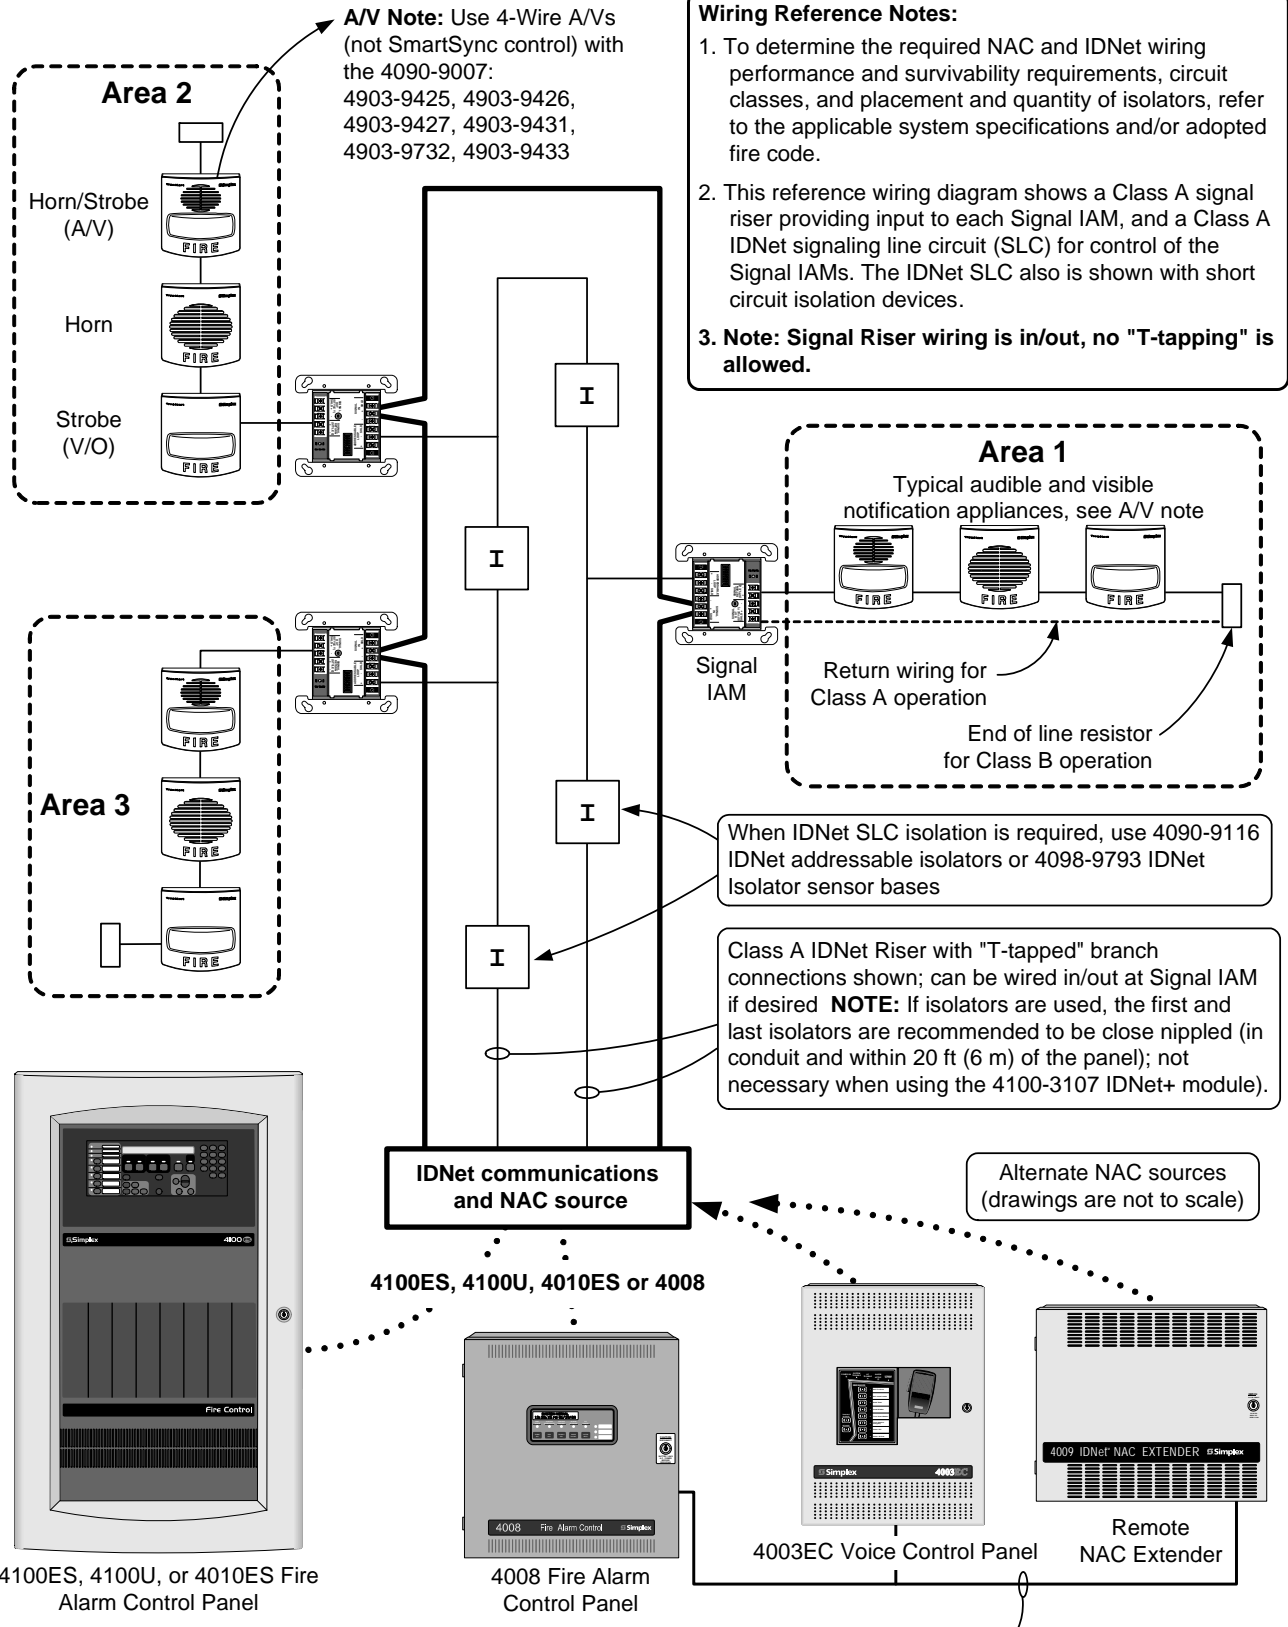 A/V Note: Use 4-Wire A/Vs
(not SmartSync control) with
the 4090-9007:
4903-9425, 4903-9426,
4903-9427, 4903-9431,
4903-9732, 4903-9433
Wiring Reference Notes:
1. To determine the required NAC and IDNet wiring
performance and survivability requirements, circuit
classes, and placement and quantity of isolators, refer
to the applicable system specifications and/or adopted
fire code.
2. This reference wiring diagram shows a Class A signal
riser providing input to each Signal IAM, and a Class A
IDNet signaling line circuit (SLC) for control of the
Signal IAMs. The IDNet SLC also is shown with short
circuit isolation devices.
3. Note: Signal Riser wiring is in/out, no "T-tapping" is
allowed.
Area 2
Horn/Strobe
(A/V)
FIRE
Horn
FIRE
Strobe
(V/O)
FIRE
I
I
Area 1
Typical audible and visible
notification appliances, see A/V note
FIRE
FIRE
FIRE
Signal
IAM
Return wiring for
Class A operation
End of line resistor
for Class B operation
Area 3
FIRE
FIRE
FIRE
I
I
When IDNet SLC isolation is required, use 4090-9116
IDNet addressable isolators or 4098-9793 IDNet
Isolator sensor bases
Class A IDNet Riser with "T-tapped" branch
connections shown; can be wired in/out at Signal IAM
if desired NOTE: If isolators are used, the first and
last isolators are recommended to be close nippled (in
conduit and within 20 ft (6 m) of the panel); not
necessary when using the 4100-3107 IDNet+ module).
IDNet communications
and NAC source
Alternate NAC sources
(drawings are not to scale)
4100ES, 4100U, 4010ES or 4008
Simplex
4100ES
Fire Control
4100ES, 4100U, or 4010ES Fire
Alarm Control Panel
4008 Fire Alarm Control Simplex
4008 Fire Alarm
Control Panel
Simplex
4003EC
4003EC Voice Control Panel
4009 IDNet NAC EXTENDER Simplex
Remote
NAC Extender